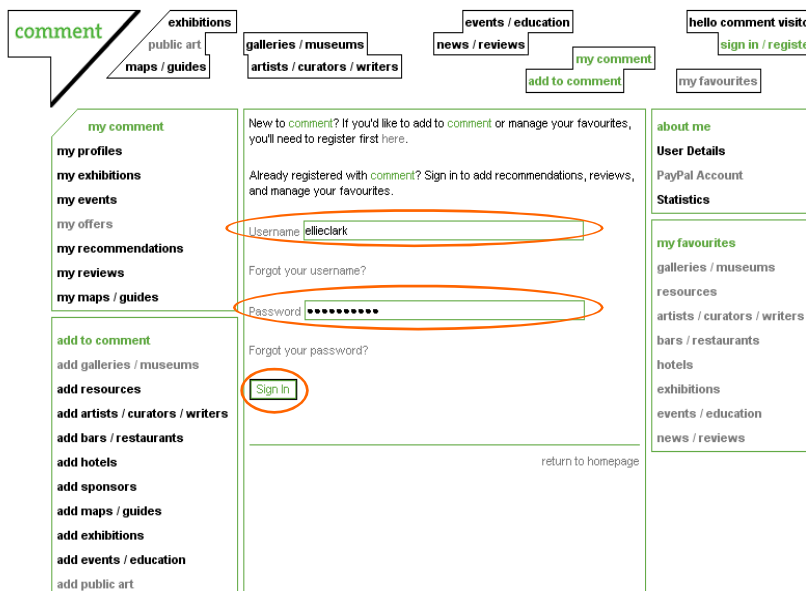 comment
exhibitions
public art
maps / guides
galleries / museums
artists / curators / writers
events / education
news / reviews
my comment
add to comment
hello comment
sign in /
my favourites
my comment
my profiles
my exhibitions
my events
my offers
my recommendations
my reviews
my maps / guides
add to comment
add galleries / museums
add resources
add artists / curators / writers
add bars / restaurants
add hotels
add sponsors
add maps / guides
add exhibitions
add events / education
add public art
New to comment? If you'd like to add to comment or manage your favourites,
you'll need to register first here.
Already registered with comment? Sign in to add recommendations, reviews,
and manage your favourites.
Username ellieclark
Forgot your username?
Password ••••••••••
Forgot your password?
Sign In
return to homepage
about me
User Details
PayPal Account
Statistics
my favourites
galleries / museums
resources
artists / curators / writers
bars / restaurants
hotels
exhibitions
events / education
news / reviews